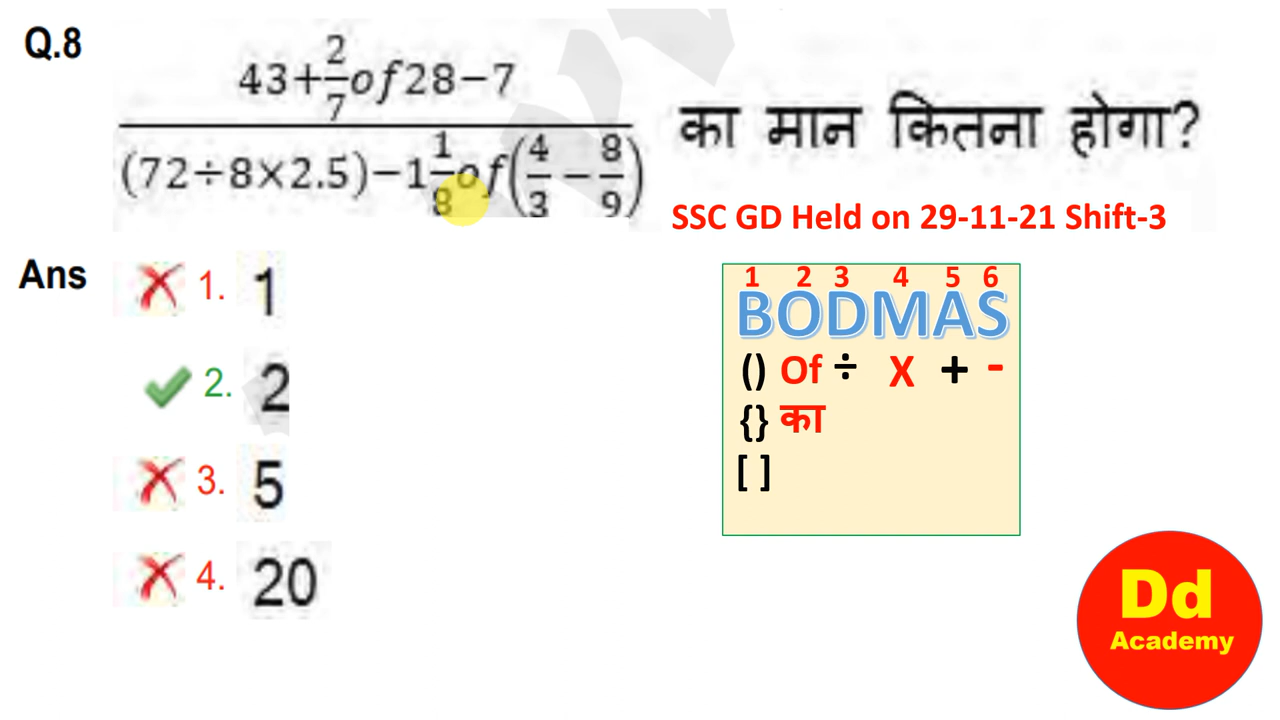 Q.8
43+2/7of28−7
(72÷8×2.5)−1 1/8of(4/3−8/9)
का मान कितना होगा?
SSC GD Held on 29-11-21 Shift-3
Ans
1. 1
2. 2
3. 5
4. 20
1 2 3 4 5 6
BODMAS
() Of ÷ X + -
{} का
[ ]
Dd
Academy